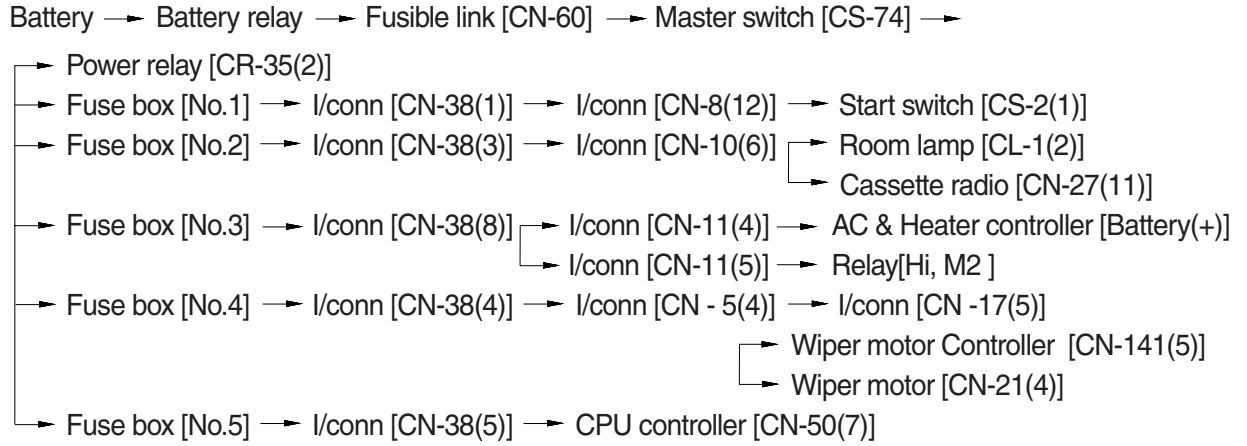 Battery → Battery relay → Fusible link [CN-60] → Master switch [CS-74] →
→ Power relay [CR-35(2)]
→ Fuse box [No.1] → I/conn [CN-38(1)] → I/conn [CN-8(12)] → Start switch [CS-2(1)]
→ Fuse box [No.2] → I/conn [CN-38(3)] → I/conn [CN-10(6)] → Room lamp [CL-1(2)]
→ Cassette radio [CN-27(11)]
→ Fuse box [No.3] → I/conn [CN-38(8)] → I/conn [CN-11(4)] → AC & Heater controller [Battery(+)]
→ I/conn [CN-11(5)] → Relay[Hi, M2 ]
→ Fuse box [No.4] → I/conn [CN-38(4)] → I/conn [CN - 5(4)] → I/conn [CN -17(5)]
→ Wiper motor Controller [CN-141(5)]
→ Wiper motor [CN-21(4)]
→ Fuse box [No.5] → I/conn [CN-38(5)] → CPU controller [CN-50(7)]